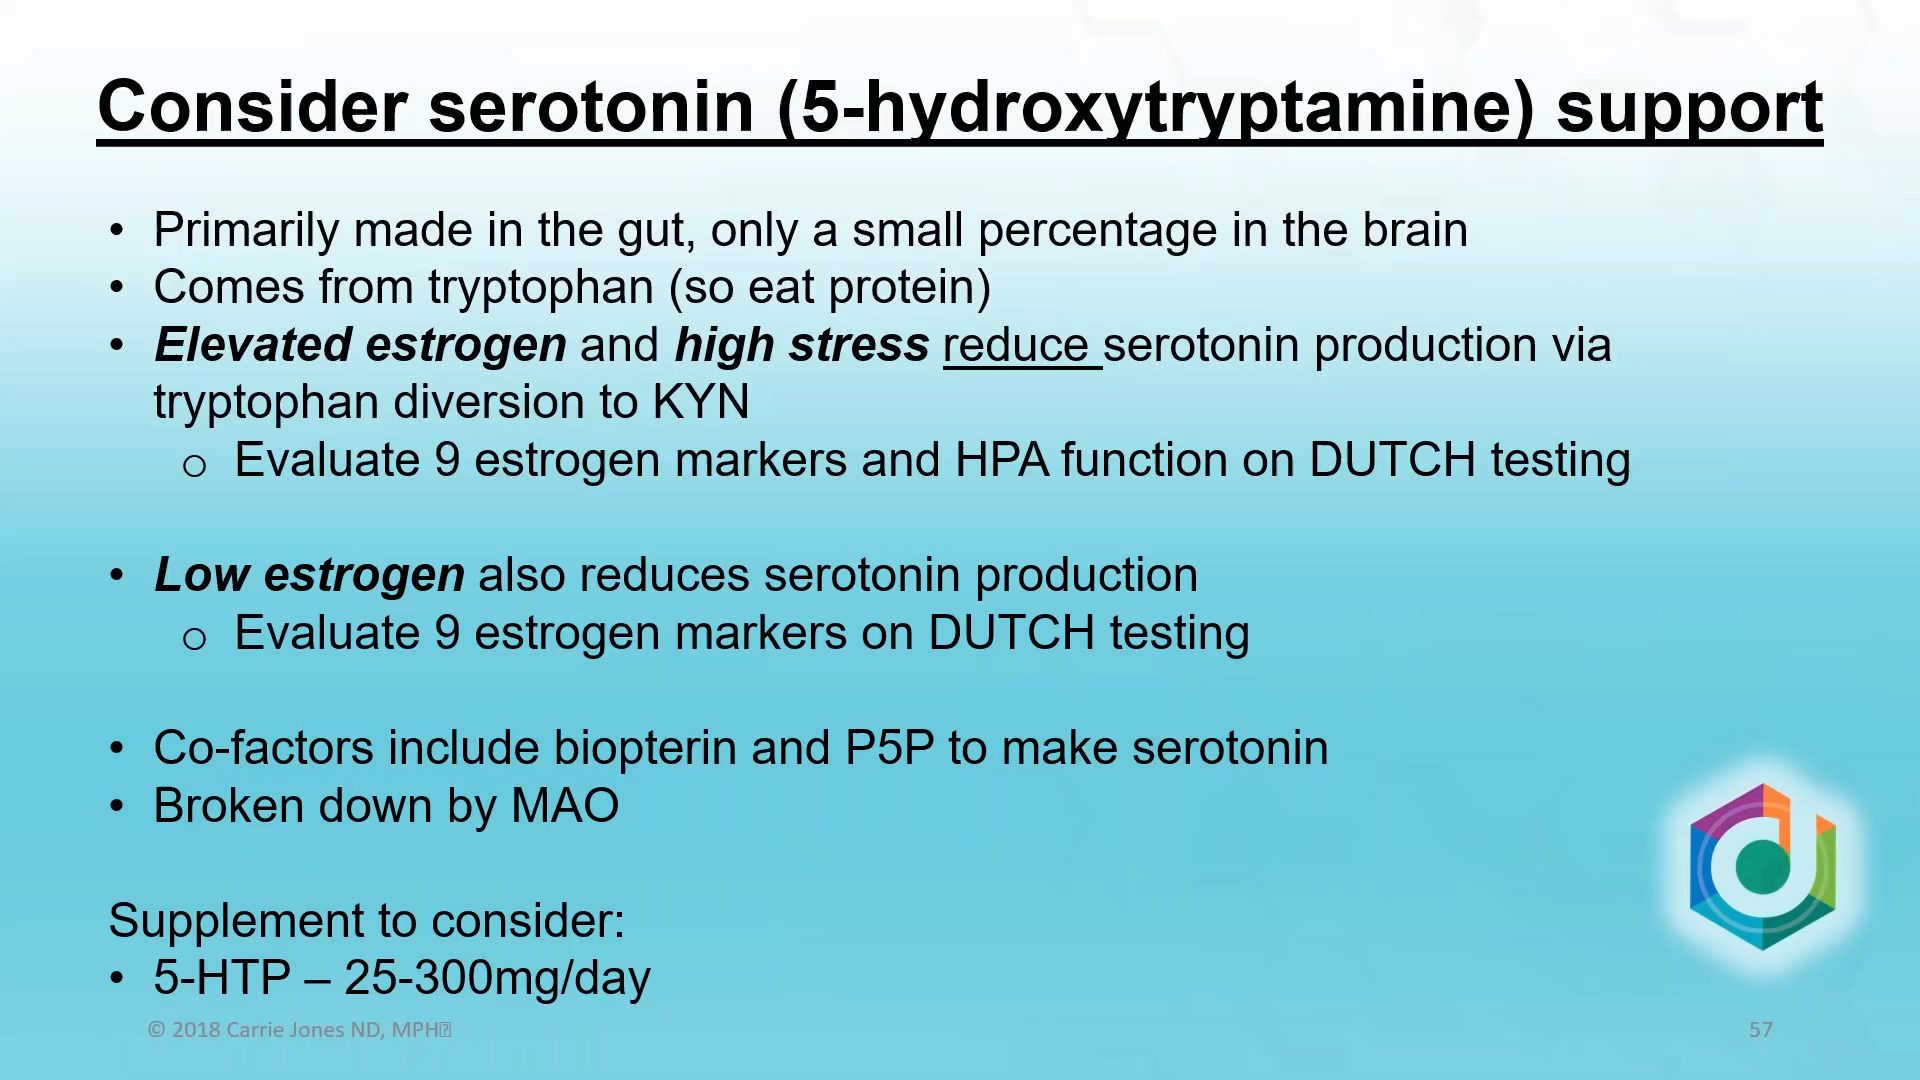 Consider serotonin (5-hydroxytryptamine) support
• Primarily made in the gut, only a small percentage in the brain
• Comes from tryptophan (so eat protein)
• Elevated estrogen and high stress reduce serotonin production via
tryptophan diversion to KYN
o Evaluate 9 estrogen markers and HPA function on DUTCH testing
• Low estrogen also reduces serotonin production
o Evaluate 9 estrogen markers on DUTCH testing
• Co-factors include biopterin and P5P to make serotonin
• Broken down by MAO
Supplement to consider:
• 5-HTP – 25-300mg/day
© 2018 Carrie Jones ND, MPH
57